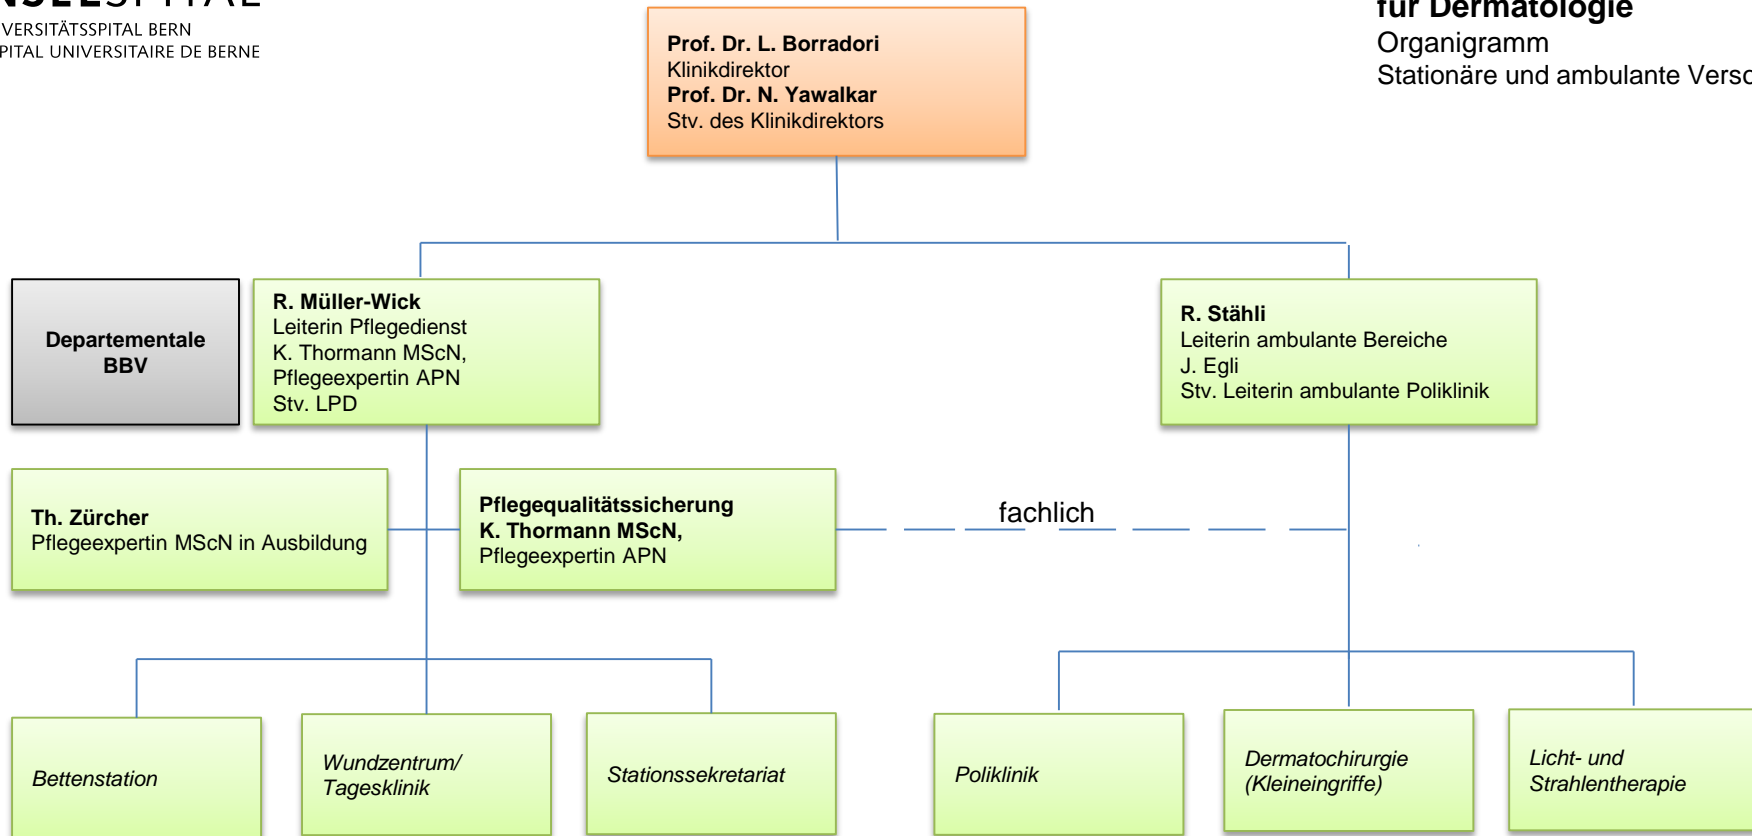 VERSITÄTSSPITAL BERN
PITAL UNIVERSITAIRE DE BERNE
für Dermatologie
Organigramm
Stationäre und ambulante
Prof. Dr. L. Borradori
Klinikdirektor
Prof. Dr. N. Yawalkar
Stv. des Klinikdirektors
Departementale
BBV
R. Müller-Wick
Leiterin Pflegedienst
K. Thormann MScN,
Pflegeexpertin APN
Stv. LPD
R. Stähli
Leiterin ambulante Bereiche
J. Egli
Stv. Leiterin ambulante Poliklinik
Th. Zürcher
Pflegeexpertin MScN in Ausbildung
Pflegequalitätssicherung
K. Thormann MScN,
Pflegeexpertin APN
fachlich
Bettenstation
Wundzentrum/
Tagesklinik
Stationssekretariat
Poliklinik
Dermatochirurgie
(Kleineingriffe)
Licht- und
Strahlentherapie